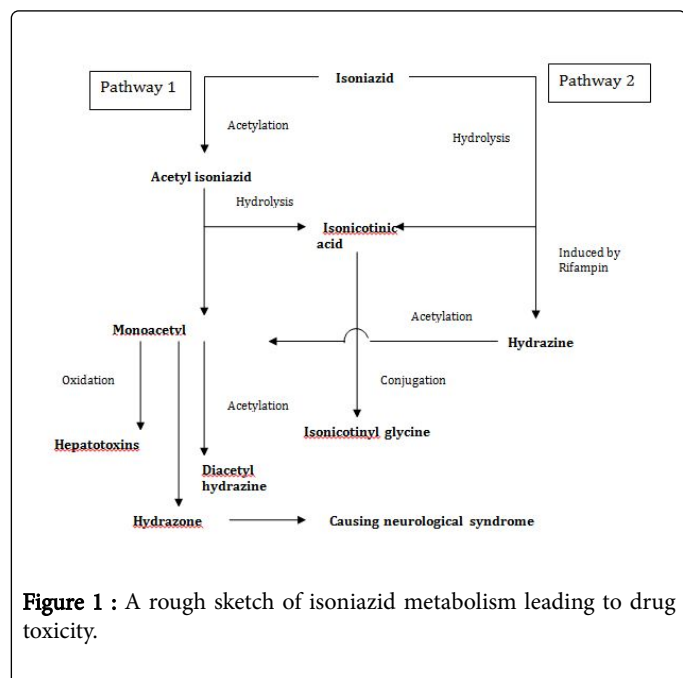 Isoniazid
Pathway 1
Pathway 2
Acetylation
Hydrolysis
Acetyl isoniazid
Hydrolysis
Isonicotinic
acid
Induced by
Rifampin
Acetylation
Monoacetyl
Hydrazine
Oxidation
Conjugation
Acetylation
Isonicotinyl glycine
Hepatotoxins
Diacetyl
hydrazine
Hydrazone
Causing neurological syndrome
Figure 1 : A rough sketch of isoniazid metabolism leading to drug
toxicity.